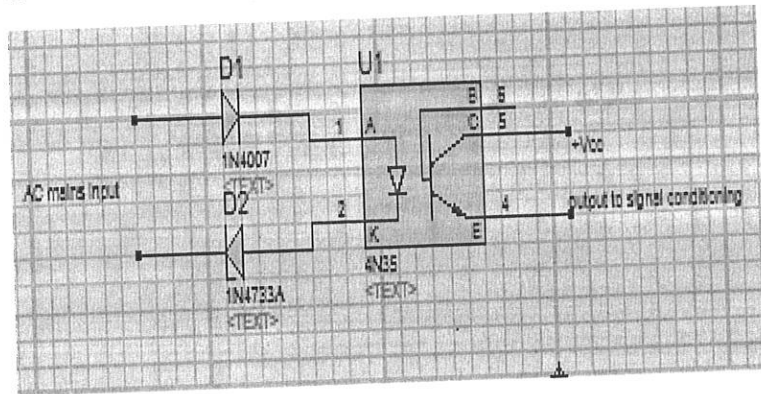 D1
U1
1
A
B
6
C
5
1N4007
<TEXT>
+Vcc
AC mains input
D2
2
K
E
4
output to signal conditioning
1N4733A
<TEXT>
4N35
<TEXT>